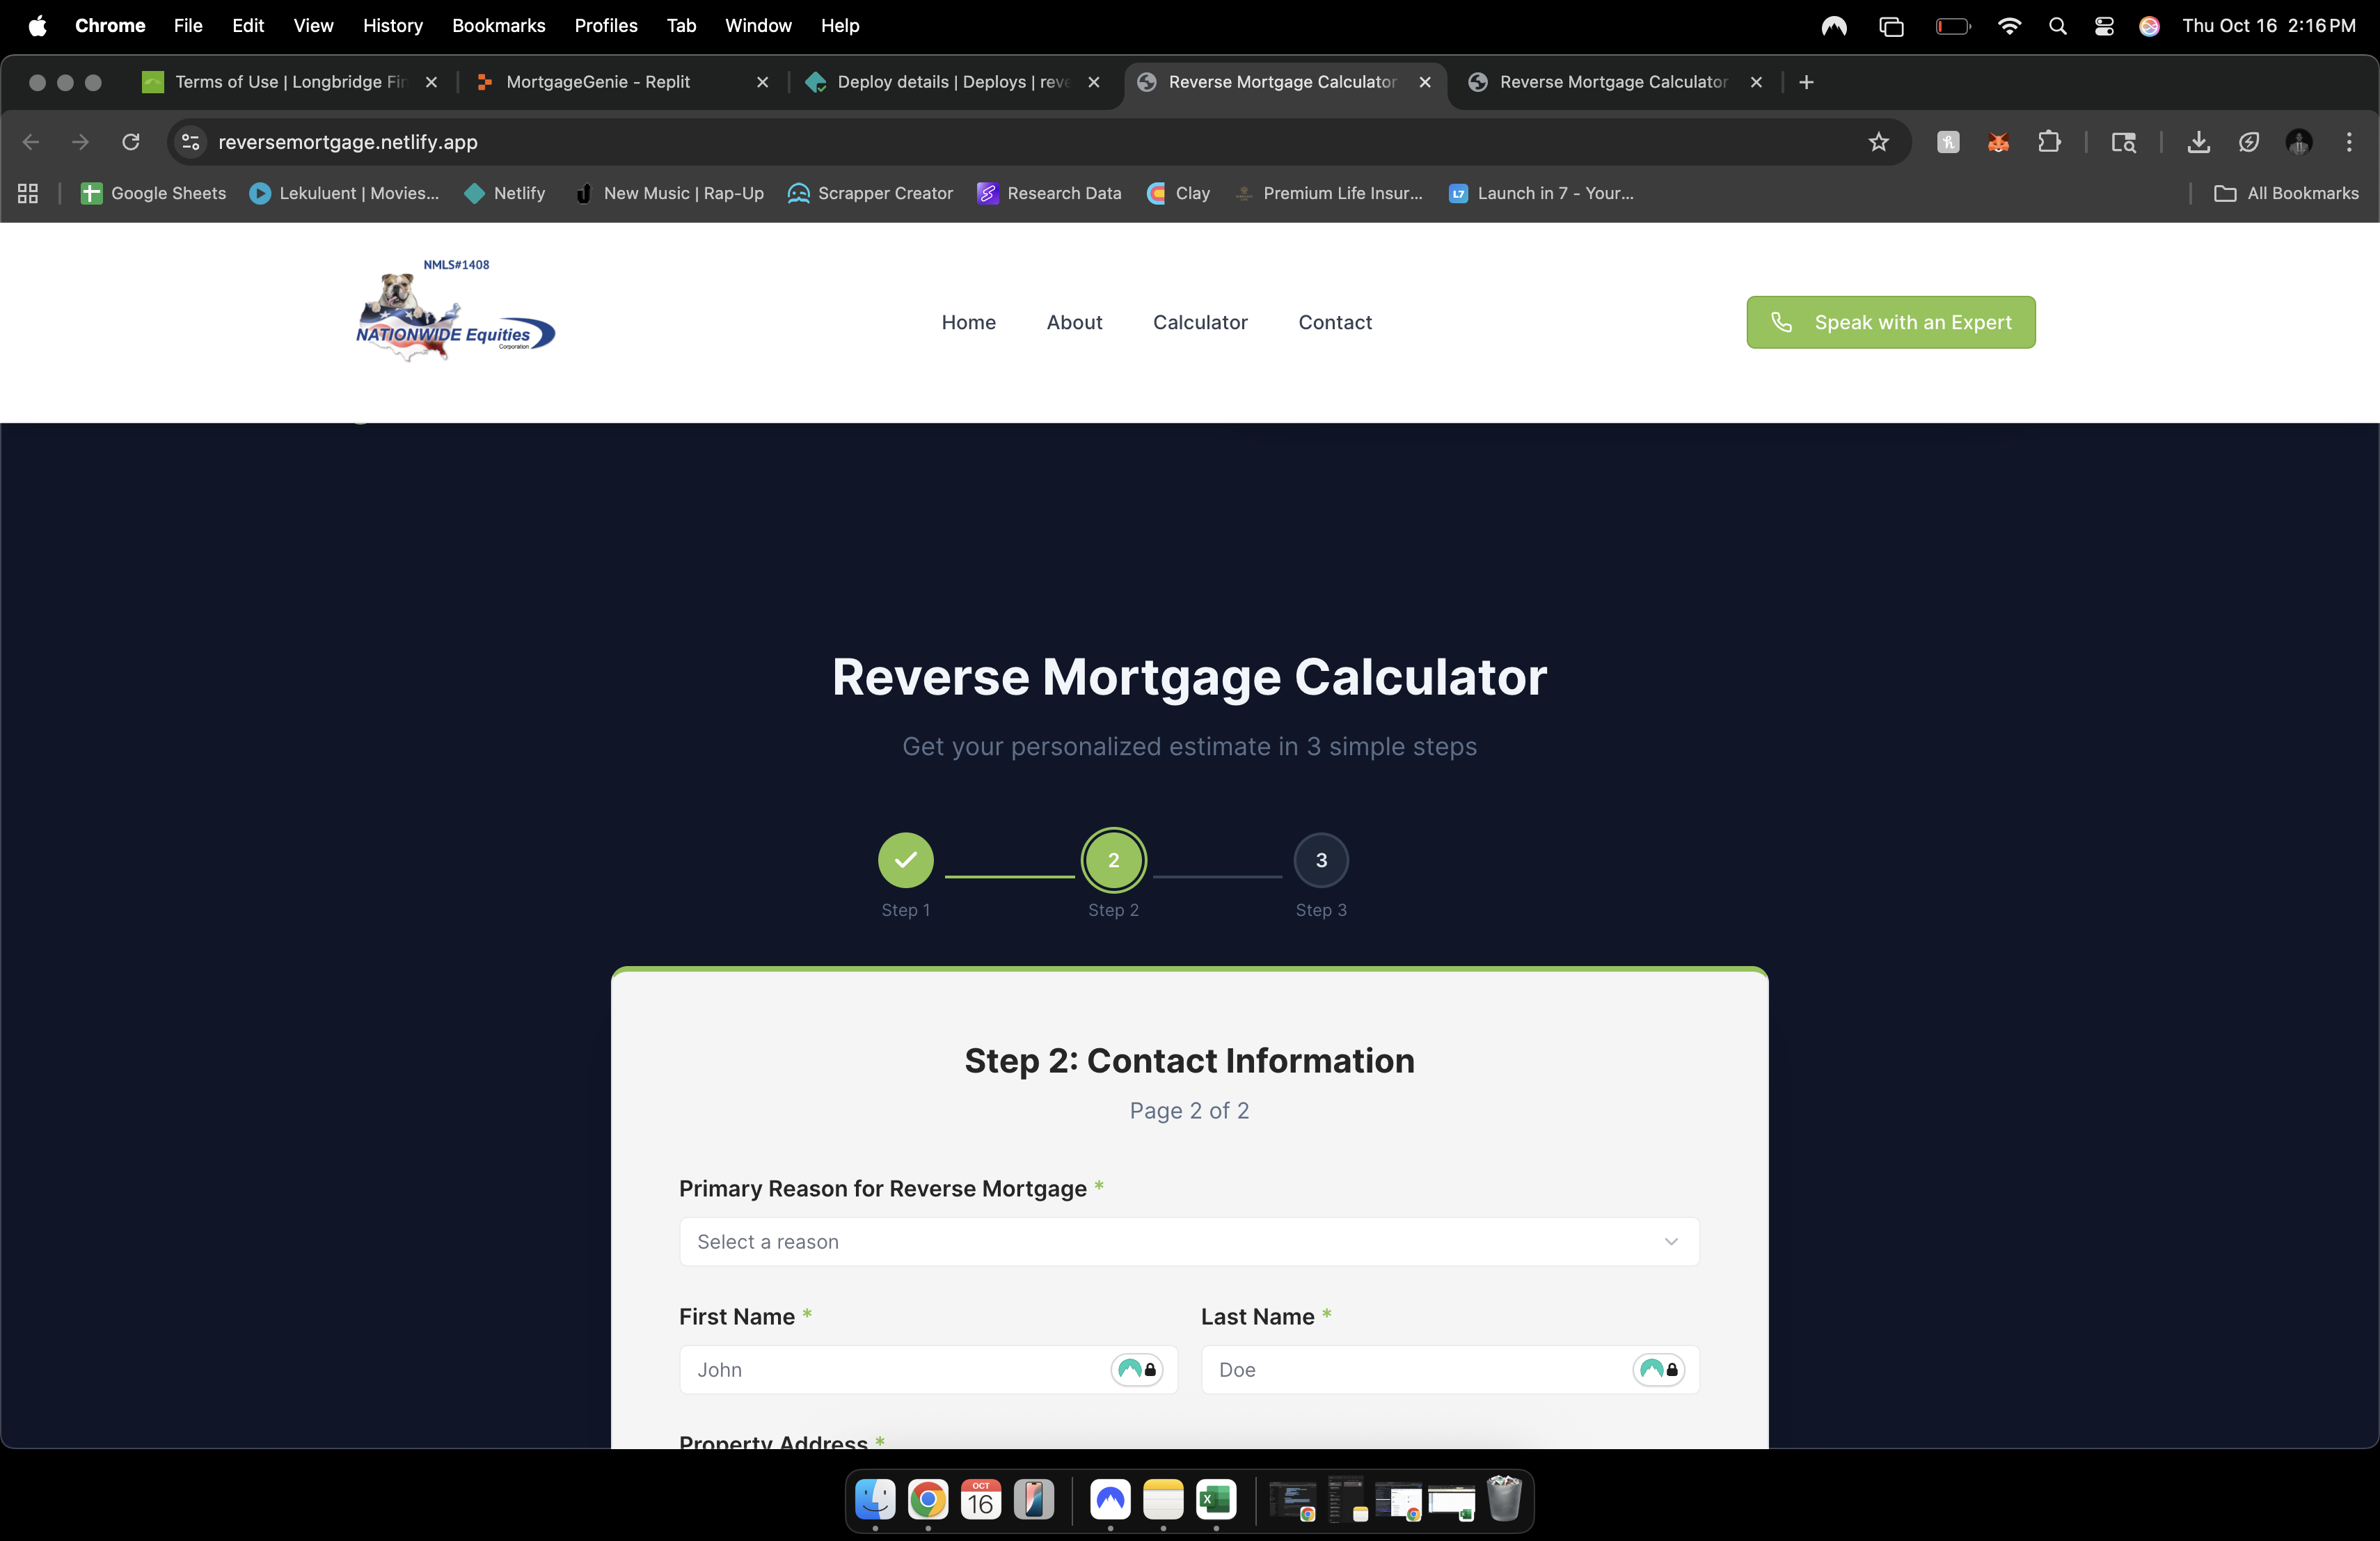 Chrome File Edit View History Bookmarks Profiles Tab Window Help Thu Oct 16 2:16 PM
Terms of Use | Longbridge Fin MortgageGenie - Replit Deploy details | Deploys | reve Reverse Mortgage Calculator Reverse Mortgage Calculator
reversemortgage.netlify.app
Google Sheets Lekuluent | Movies... Netlify New Music | Rap-Up Scrapper Creator Research Data Clay Premium Life Insur... L7 Launch in 7 - Your... All Bookmarks
NMLS#1408
NATIONWIDE Equities
Corporation
Home About Calculator Contact Speak with an Expert
Reverse Mortgage Calculator
Get your personalized estimate in 3 simple steps
2 3
Step 1 Step 2 Step 3
Step 2: Contact Information
Page 2 of 2
Primary Reason for Reverse Mortgage *
Select a reason
First Name * Last Name *
John Doe
Property Address *
OCT
16